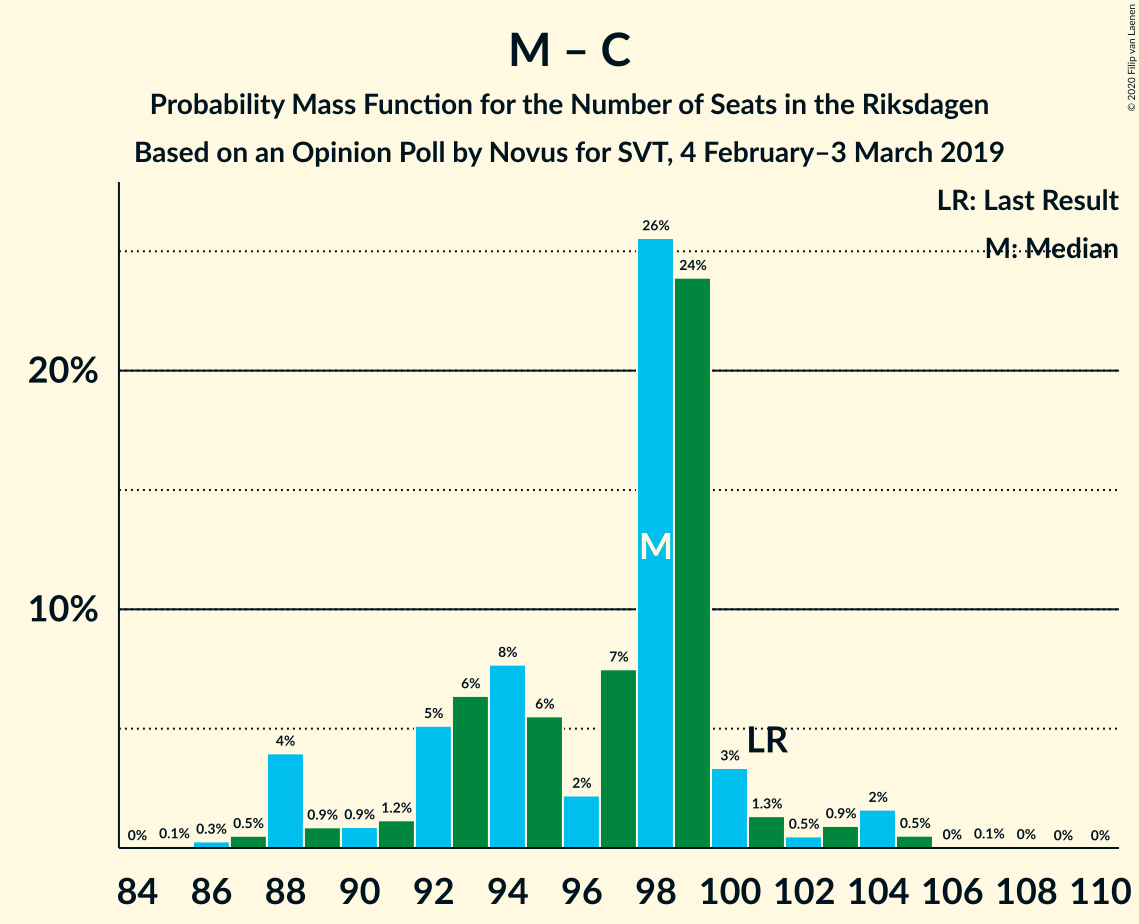 M – C
Probability Mass Function for the Number of Seats in the Riksdagen
Based on an Opinion Poll by Novus for SVT, 4 February–3 March 2019
© 2020 Filip van Laenen
LR: Last Result
M: Median
20%
10%
0% 0.1% 0.3% 0.5% 4% 0.9% 0.9% 1.2% 5% 6% 8% 6% 2% 7% 26% 24% 3% 1.3% 0.5% 0.9% 2% 0.5% 0% 0.1% 0% 0% 0%
M
LR
84 86 88 90 92 94 96 98 100 102 104 106 108 110